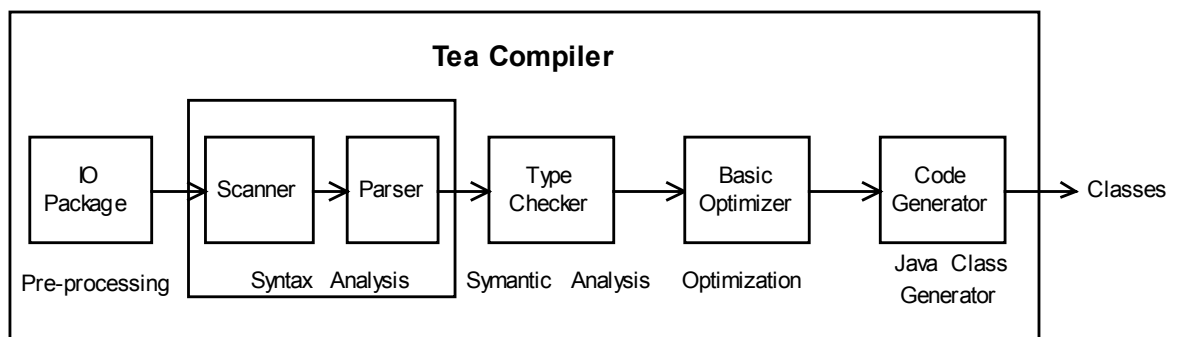 Tea Compiler
IO
Package
Scanner
Parser
Type
Checker
Basic
Optimizer
Code
Generator
Classes
Pre-processing
Syntax Analysis
Symantic Analysis
Optimization
Java Class
Generator